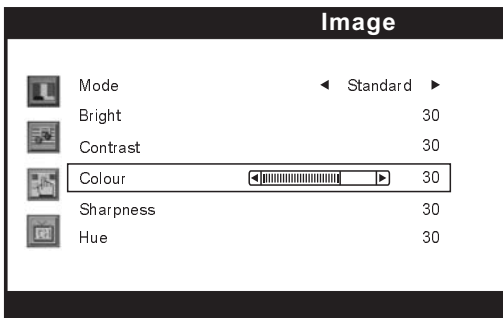 Image
Mode ◀ Standard ▶
Bright 30
Contrast 30
Colour 30
Sharpness 30
Hue 30